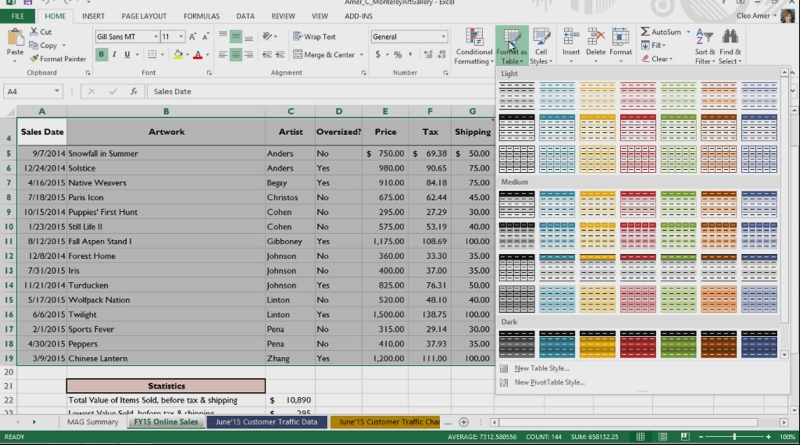 Amer_C_MontereyArtGallery - Excel
FILE HOME INSERT PAGE LAYOUT FORMULAS DATA REVIEW VIEW ADD-INS Cleo Amer
Paste Cut Copy Format Painter Clipboard
Gill Sans MT 11 A A B I U Font
Wrap Text Merge & Center Alignment
General $ % Number
Conditional Formatting Format as Table Cell Styles
Insert Delete Format
AutoSum Fill Clear Sort & Filter Find & Select
A4 fx Sales Date
A B C D E F G
4 Sales Date Artwork Artist Oversized? Price Tax Shipping
5 9/7/2014 Snowfall in Summer Anders No $ 750.00 $ 69.38 $ 50.00
6 12/24/2014 Solstice Anders Yes 980.00 90.65 75.00
7 4/16/2015 Native Weavers Begay Yes 910.00 84.18 75.00
8 7/18/2015 Paris Icon Christos No 675.00 62.44 45.00
9 10/15/2014 Puppies' First Hunt Cohen No 295.00 27.29 30.00
10 1/23/2015 Still Life II Cohen No 575.00 53.19 40.00
11 8/12/2015 Fall Aspen Stand I Gibboney Yes 1,175.00 108.69 100.00
12 12/8/2014 Forest Home Johnson No 360.00 33.30 35.00
13 7/31/2015 Iris Johnson No 400.00 37.00 35.00
14 11/21/2014 Turducken Johnson Yes 825.00 76.31 50.00
15 5/17/2015 Wolfpack Nation Linton No 520.00 48.10 40.00
16 6/6/2015 Twilight Linton Yes 1,500.00 138.75 100.00
17 2/1/2015 Sports Fever Pena No 315.00 29.14 30.00
18 4/30/2015 Peppers Pena No 410.00 37.93 35.00
19 3/9/2015 Chinese Lantern Zhang Yes 1,200.00 111.00 100.00
20
21 Statistics
22 Total Value of Items Sold, before tax & shipping $ 10,890
23 Lowest Value Sold, before tax & shipping $ 295
Light
Medium
Dark
New Table Style...
New PivotTable Style...
MAG Summary FY15 Online Sales June'15 Customer Traffic Data June'15 Customer Traffic Char ...
AVERAGE: 7312.580556 COUNT: 144 SUM: 658132.25 100%